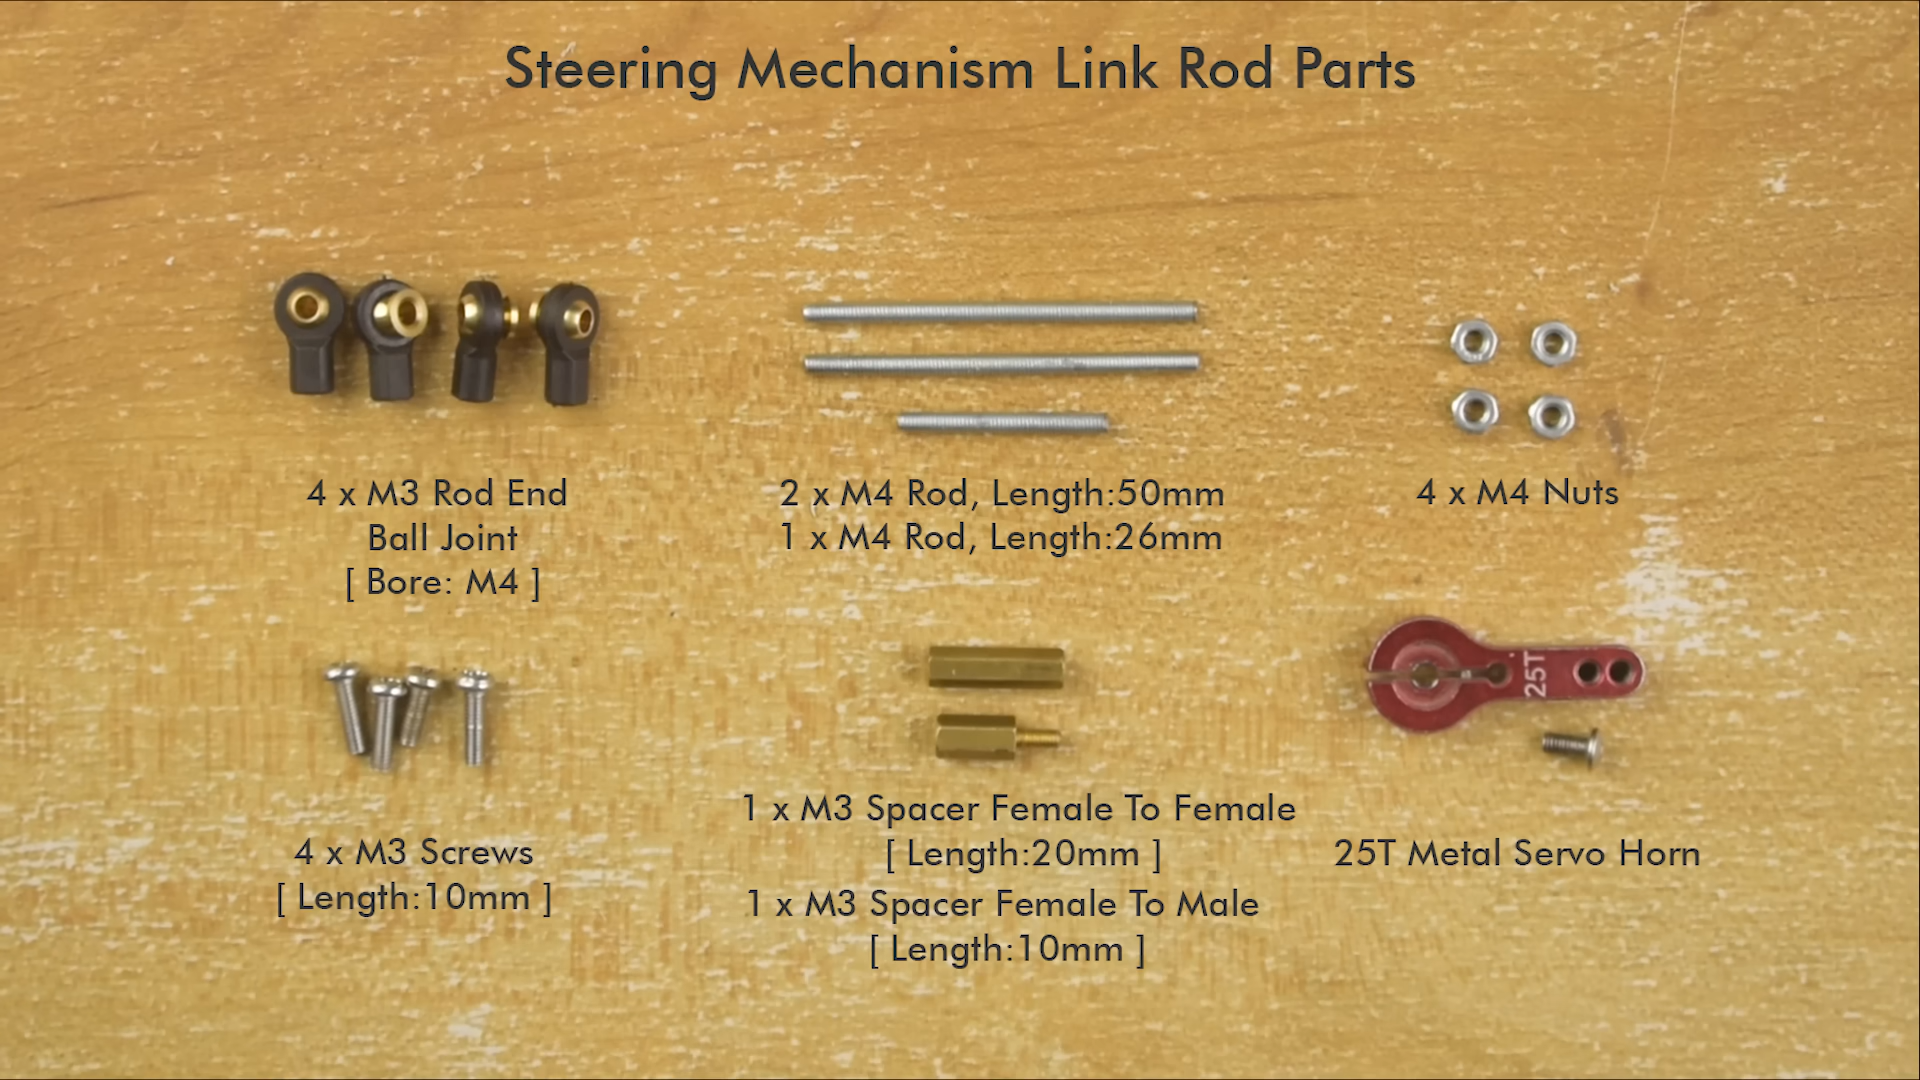 Steering Mechanism Link Rod Parts
4 x M3 Rod End
Ball Joint
[ Bore: M4 ]
2 x M4 Rod, Length:50mm
1 x M4 Rod, Length:26mm
4 x M4 Nuts
4 x M3 Screws
[ Length:10mm ]
1 x M3 Spacer Female To Female
[ Length:20mm ]
1 x M3 Spacer Female To Male
[ Length:10mm ]
25T
25T Metal Servo Horn